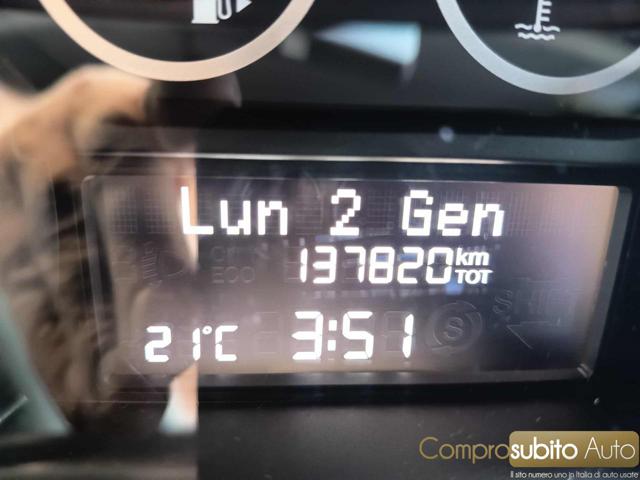 Lun 2 Gen
137820 km TOT
21°C 3:51
Comprosubito Auto
Il sito numero uno in Italia di auto usate